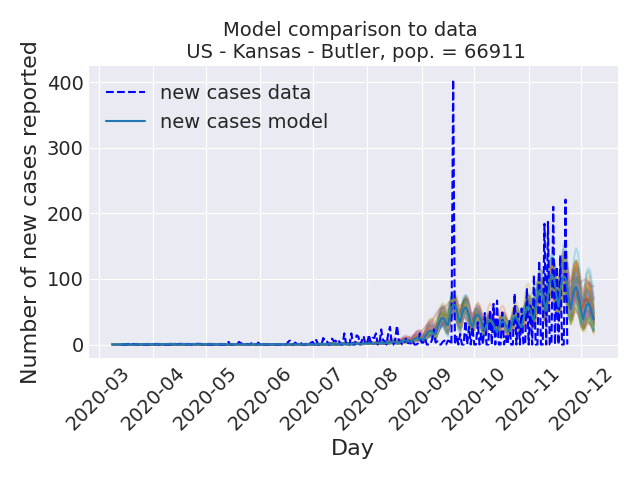 Model comparison to data
US - Kansas - Butler, pop. = 66911
Number of new cases reported
400
300
200
100
0
new cases data
new cases model
2020-03
2020-04
2020-05
2020-06
2020-07
2020-08
2020-09
2020-10
2020-11
2020-12
Day